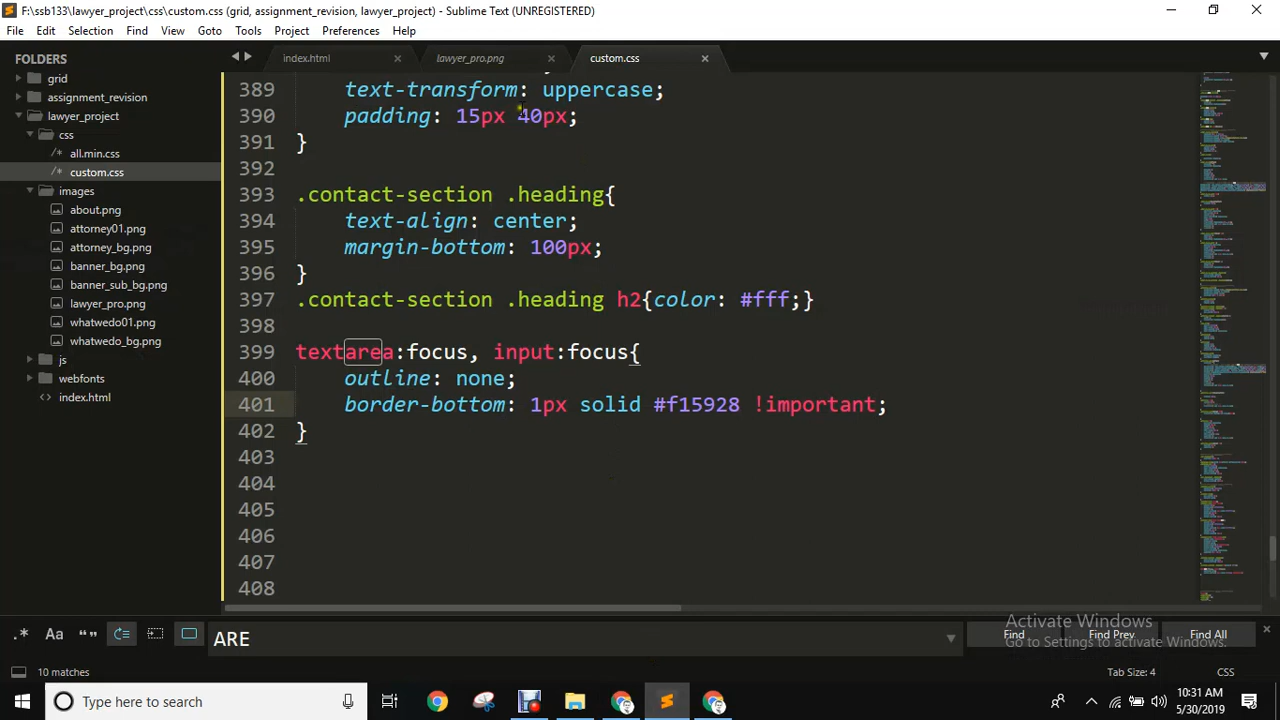 F:\ssb133\lawyer_project\css\custom.css (grid, assignment_revision, lawyer_project) - Sublime Text (UNREGISTERED)
File Edit Selection Find View Goto Tools Project Preferences Help
FOLDERS
grid
assignment_revision
lawyer_project
css
/* all.min.css
/* custom.css
images
about.png
attorney01.png
attorney_bg.png
banner_bg.png
banner_sub_bg.png
lawyer_pro.png
whatwedo01.png
whatwedo_bg.png
js
webfonts
<> index.html
index.html × lawyer_pro.png × custom.css ×
389 text-transform: uppercase;
390 padding: 15px 40px;
391 }
392
393 .contact-section .heading{
394 text-align: center;
395 margin-bottom: 100px;
396 }
397 .contact-section .heading h2{color: #fff;}
398
399 textarea:focus, input:focus{
400 outline: none;
401 border-bottom: 1px solid #f15928 !important;
402 }
403
404
405
406
407
408
.* Aa “” ARE Find Find Prev Find All
Activate Windows
Go to Settings to activate Windows.
10 matches Tab Size: 4 CSS
Type here to search
10:31 AM
5/30/2019